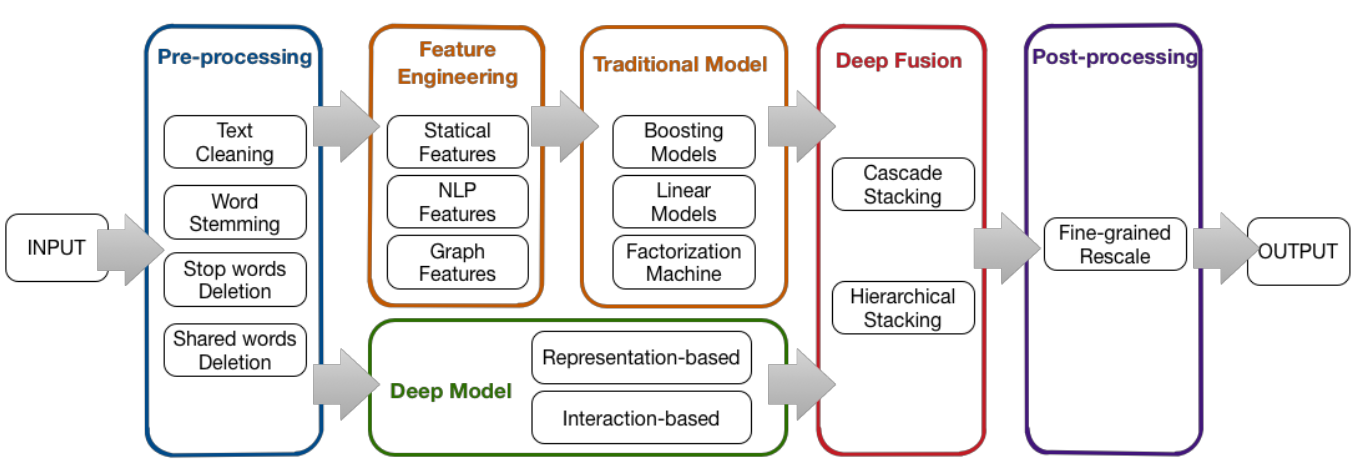 INPUT
Pre-processing
Text
Cleaning
Word
Stemming
Stop words
Deletion
Shared words
Deletion
Feature
Engineering
Statical
Features
NLP
Features
Graph
Features
Traditional Model
Boosting
Models
Linear
Models
Factorization
Machine
Deep Model
Representation-based
Interaction-based
Deep Fusion
Cascade
Stacking
Hierarchical
Stacking
Post-processing
Fine-grained
Rescale
OUTPUT